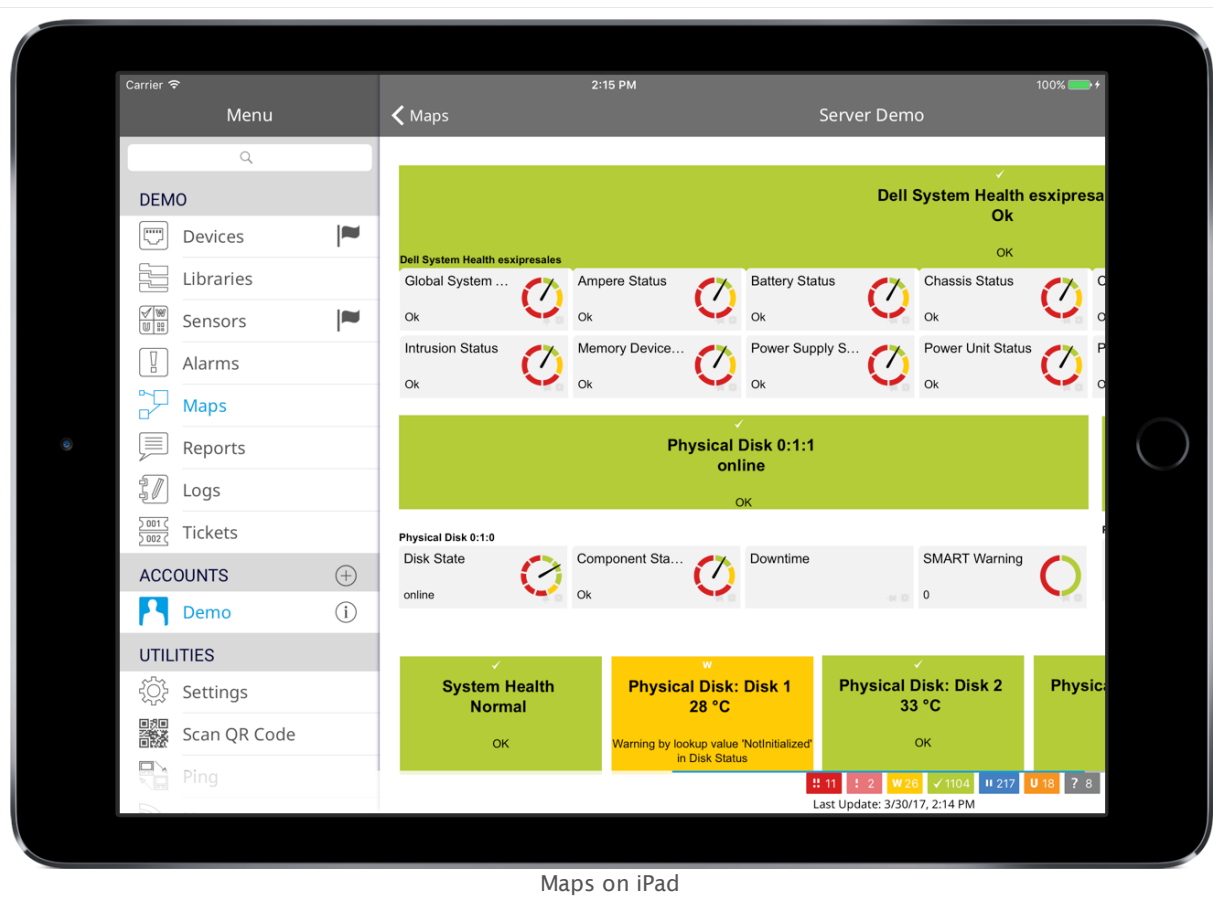 Carrier
2:15 PM
100%
Menu
Maps
Server Demo
DEMO
Devices
Libraries
Sensors
Alarms
Maps
Reports
Logs
Tickets
ACCOUNTS
Demo
UTILITIES
Settings
Scan QR Code
Ping
Dell System Health esxipresa
Ok
OK
Dell System Health esxipresales
Global System ...
Ok
Ampere Status
Ok
Battery Status
Ok
Chassis Status
Ok
Intrusion Status
Ok
Memory Device...
Ok
Power Supply S...
Ok
Power Unit Status
Ok
Physical Disk 0:1:1
online
OK
Physical Disk 0:1:0
Disk State
online
Component Sta...
Ok
Downtime
SMART Warning
0
System Health
Normal
OK
W
Physical Disk: Disk 1
28 °C
Warning by lookup value 'NotInitialized'
in Disk Status
Physical Disk: Disk 2
33 °C
OK
Physic
!! 11 ! 2 W 26 ✓ 1104 II 217 U 18 ? 8
Last Update: 3/30/17, 2:14 PM
Maps on iPad